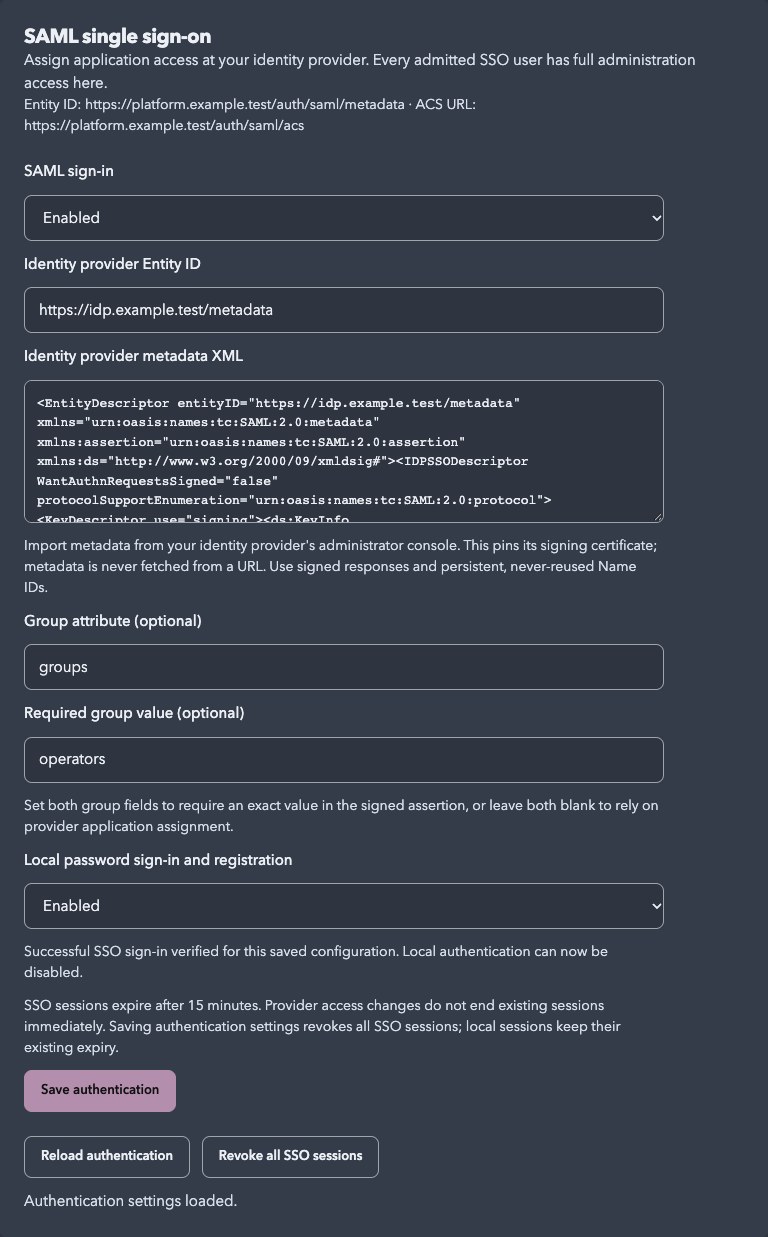 SAML single sign-on
Assign application access at your identity provider. Every admitted SSO user has full administration
access here.
Entity ID: https://platform.example.test/auth/saml/metadata · ACS URL:
https://platform.example.test/auth/saml/acs
SAML sign-in
Enabled
Identity provider Entity ID
https://idp.example.test/metadata
Identity provider metadata XML
<EntityDescriptor entityID="https://idp.example.test/metadata"
xmlns="urn:oasis:names:tc:SAML:2.0:metadata"
xmlns:assertion="urn:oasis:names:tc:SAML:2.0:assertion"
xmlns:ds="http://www.w3.org/2000/09/xmldsig#"><IDPSSODescriptor
WantAuthnRequestsSigned="false"
protocolSupportEnumeration="urn:oasis:names:tc:SAML:2.0:protocol">
<KeyDescriptor use="signing"><ds:KeyInfo
Import metadata from your identity provider's administrator console. This pins its signing certificate;
metadata is never fetched from a URL. Use signed responses and persistent, never-reused Name
IDs.
Group attribute (optional)
groups
Required group value (optional)
operators
Set both group fields to require an exact value in the signed assertion, or leave both blank to rely on
provider application assignment.
Local password sign-in and registration
Enabled
Successful SSO sign-in verified for this saved configuration. Local authentication can now be
disabled.
SSO sessions expire after 15 minutes. Provider access changes do not end existing sessions
immediately. Saving authentication settings revokes all SSO sessions; local sessions keep their
existing expiry.
Save authentication
Reload authentication
Revoke all SSO sessions
Authentication settings loaded.